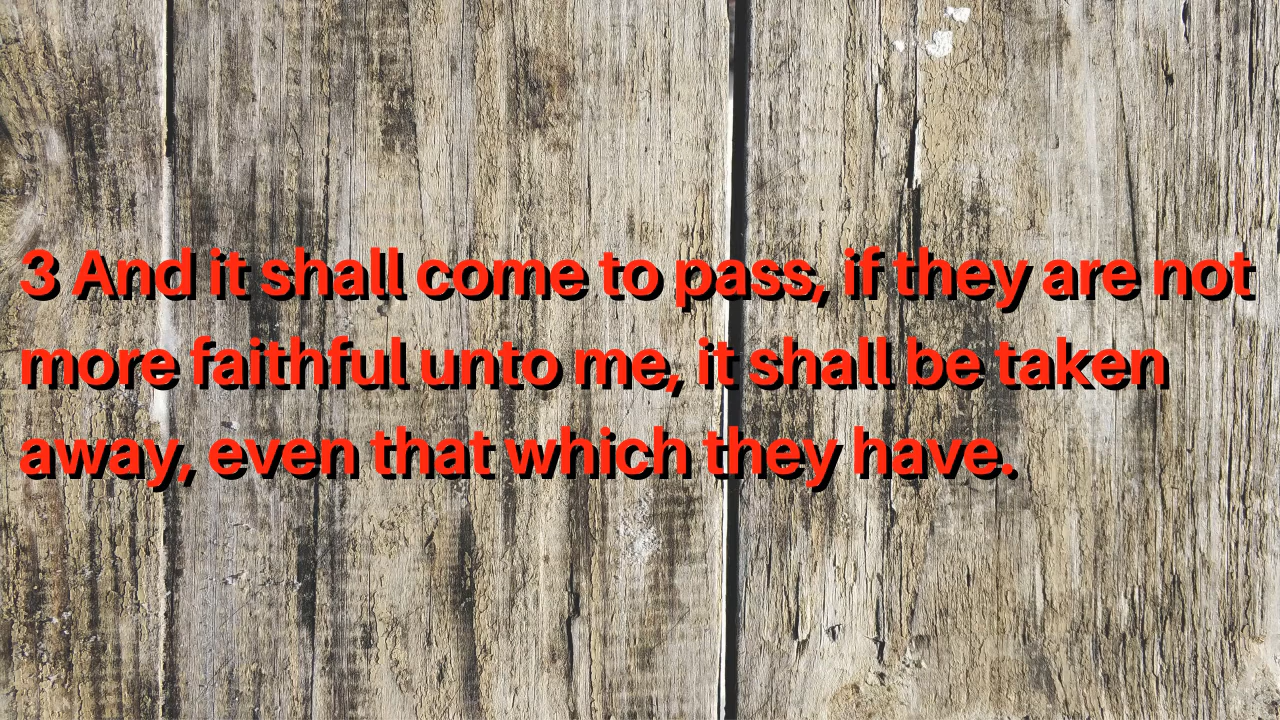 3 And it shall come to pass, if they are not
more faithful unto me, it shall be taken
away, even that which they have.